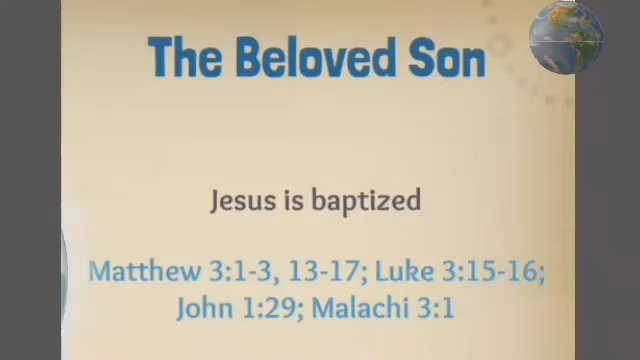 The Beloved Son
Jesus is baptized
Matthew 3:1-3, 13-17; Luke 3:15-16;
John 1:29; Malachi 3:1